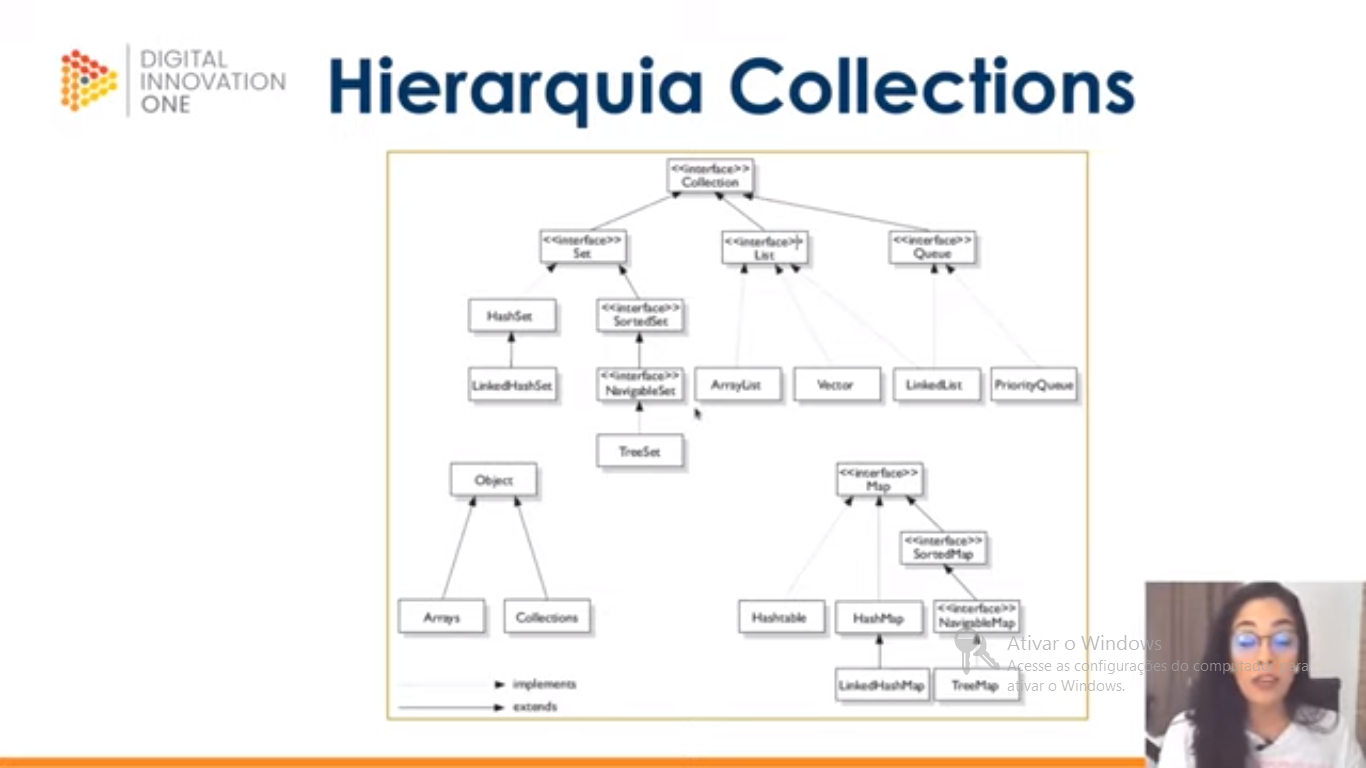 DIGITAL
INNOVATION
ONE
Hierarquia Collections
<<interface>>
Collection
<<interface>>
Set
<<interface>>
List
<<interface>>
Queue
HashSet
<<interface>>
SortedSet
LinkedHashSet
<<interface>>
NavigableSet
ArrayList
Vector
LinkedList
PriorityQueue
TreeSet
Object
<<interface>>
Map
<<interface>>
SortedMap
Arrays
Collections
Hashtable
HashMap
<<interface>>
NavigableMap
LinkedHashMap
TreeMap
implements
extends
Ativar o Windows
Acesse as configurações do computador para
ativar o Windows.